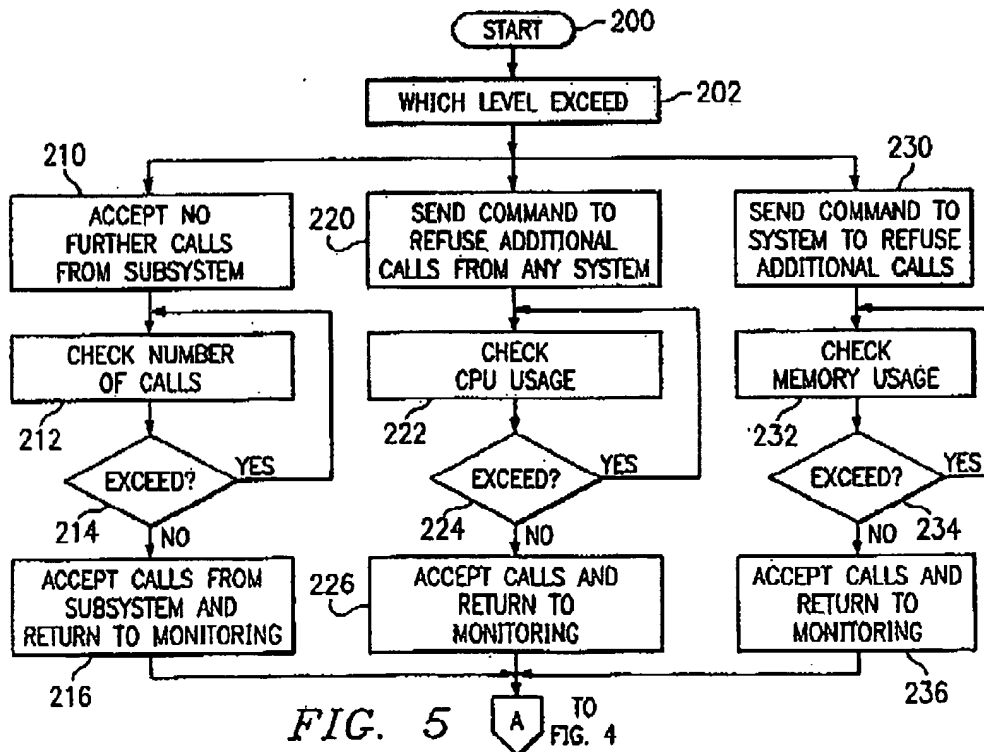 START
200
WHICH LEVEL EXCEED
202
210
ACCEPT NO
FURTHER CALLS
FROM SUBSYSTEM
220
SEND COMMAND TO
REFUSE ADDITIONAL
CALLS FROM ANY SYSTEM
230
SEND COMMAND TO
SYSTEM TO REFUSE
ADDITIONAL CALLS
CHECK NUMBER
OF CALLS
212
CHECK
CPU USAGE
222
CHECK
MEMORY USAGE
232
EXCEED?
YES
214
NO
EXCEED?
YES
224
NO
EXCEED?
YES
234
NO
ACCEPT CALLS FROM
SUBSYSTEM AND
RETURN TO MONITORING
216
226
ACCEPT CALLS AND
RETURN TO
MONITORING
ACCEPT CALLS AND
RETURN TO
MONITORING
236
FIG. 5
A
TO
FIG. 4